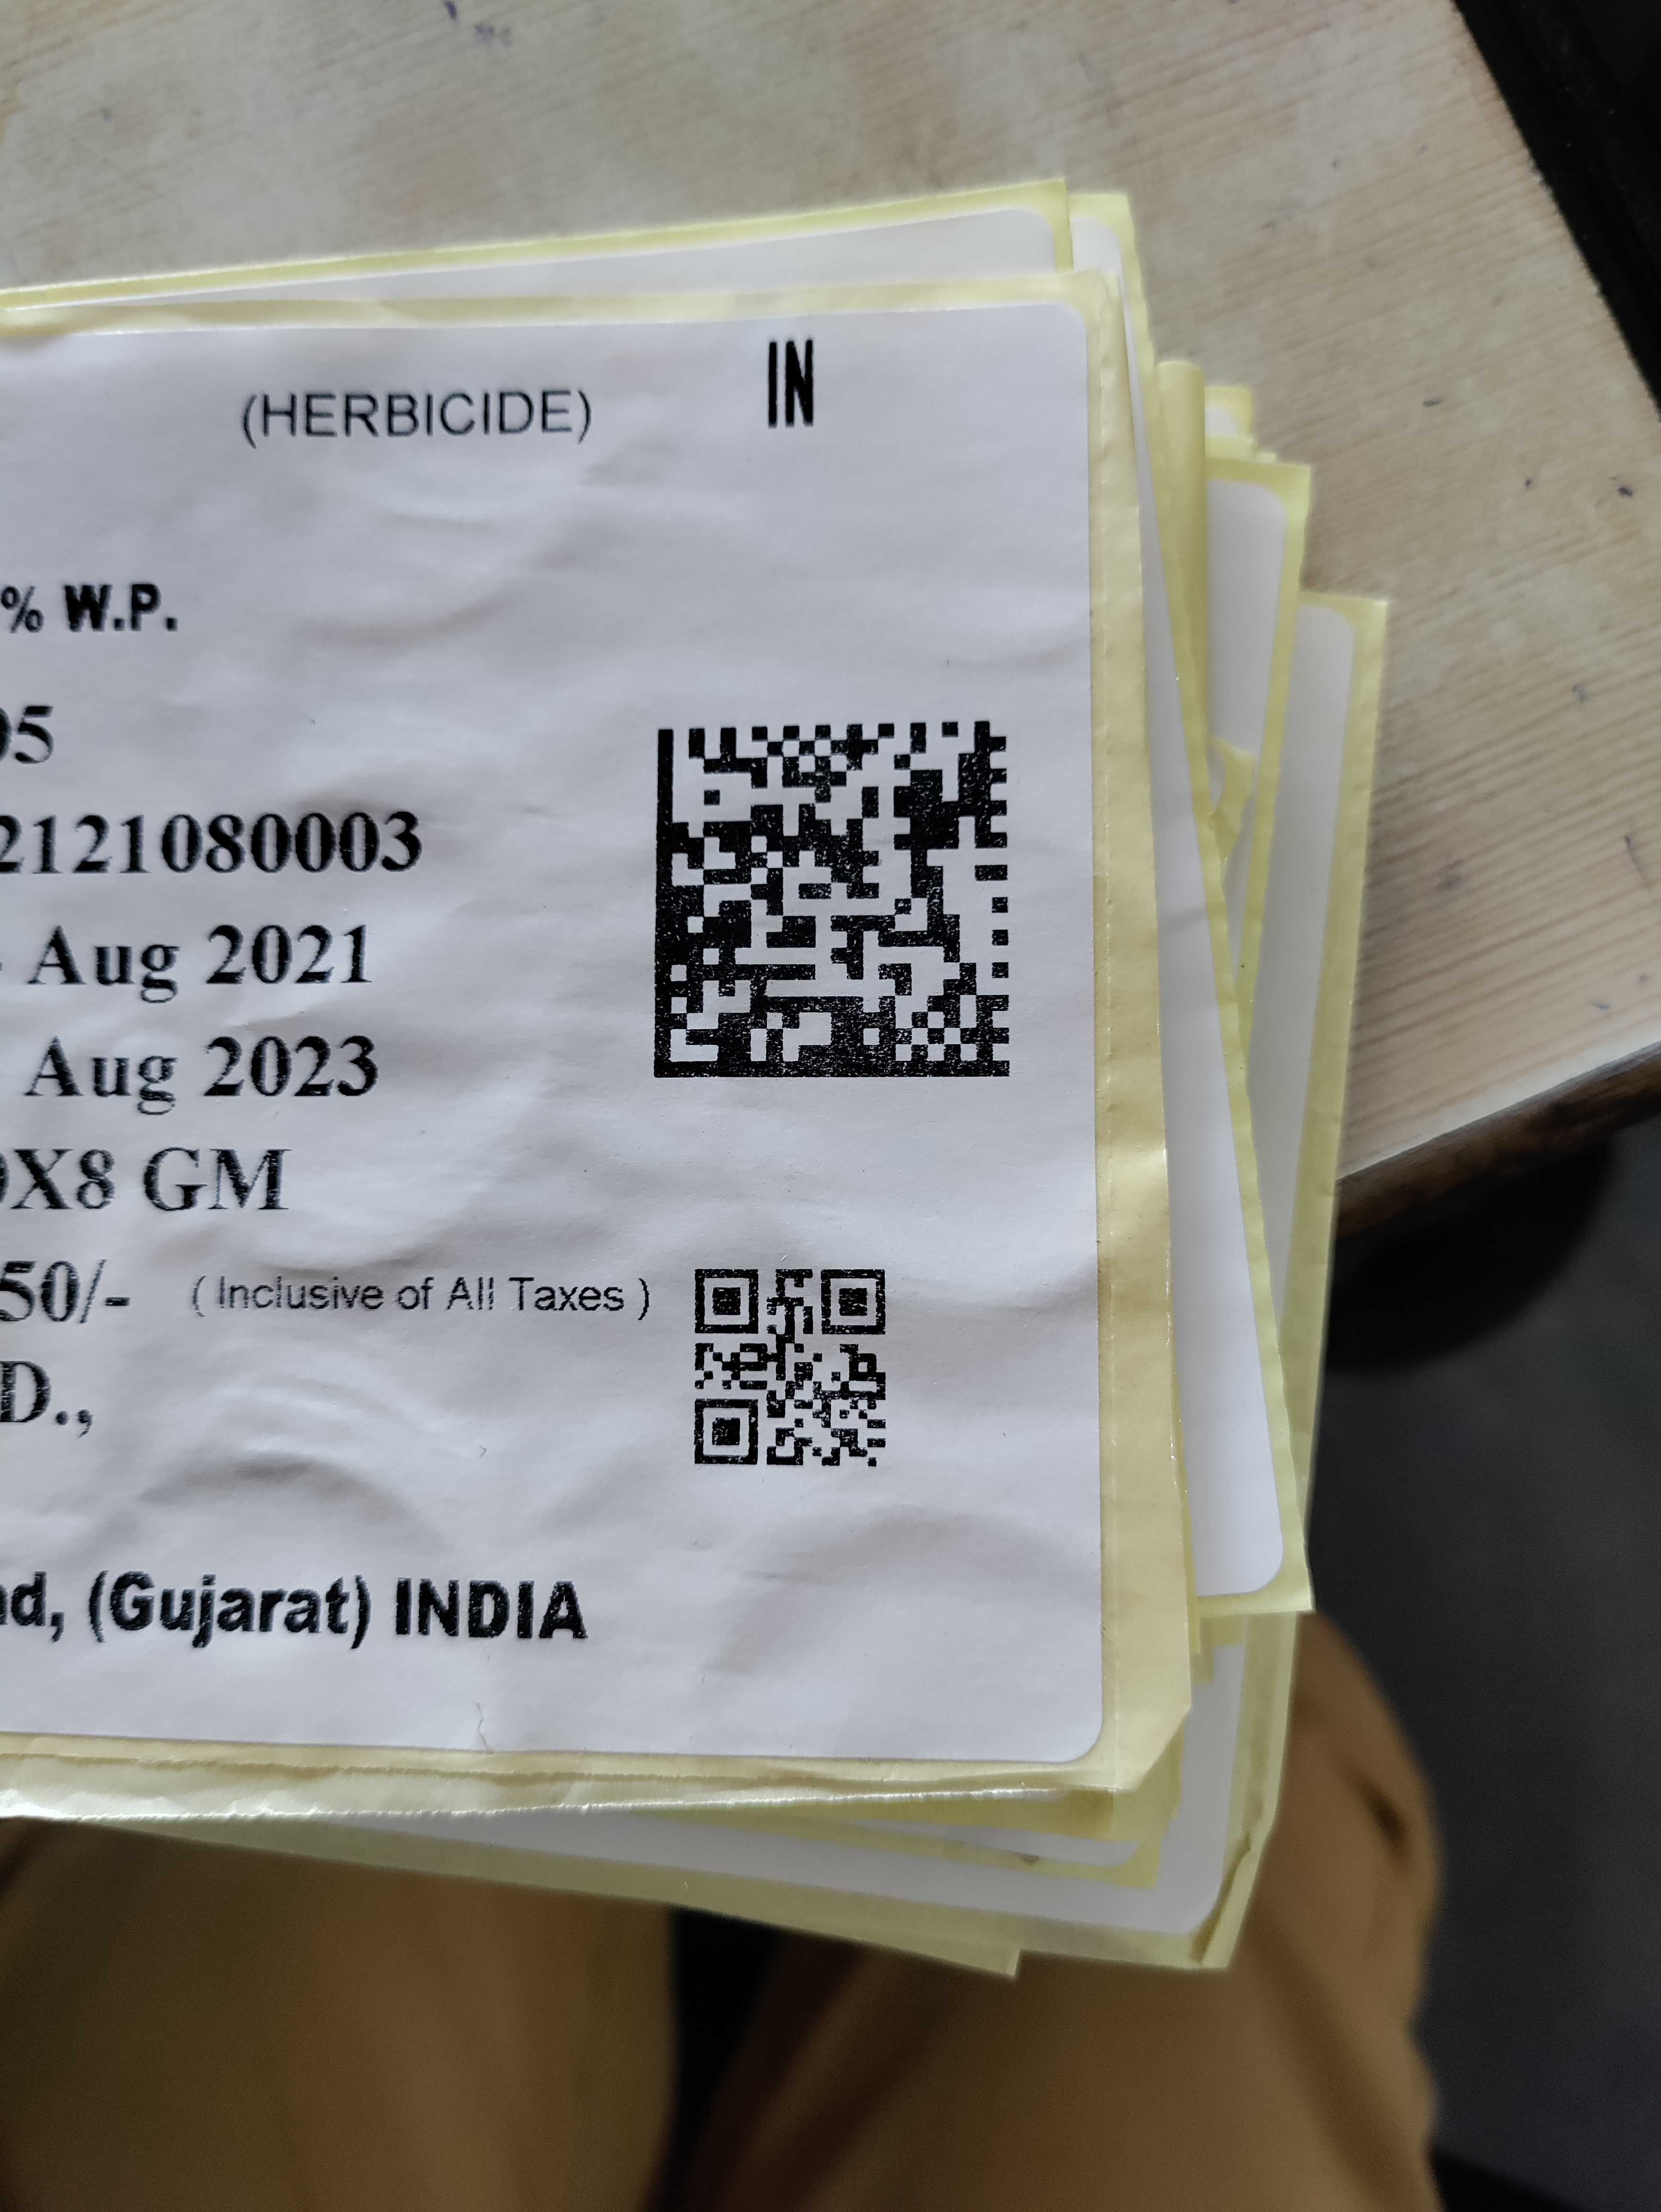 (HERBICIDE) IN
% W.P.
05
2121080003
Aug 2021
Aug 2023
X8 GM
50/- ( Inclusive of All Taxes )
D.,
(Gujarat) INDIA